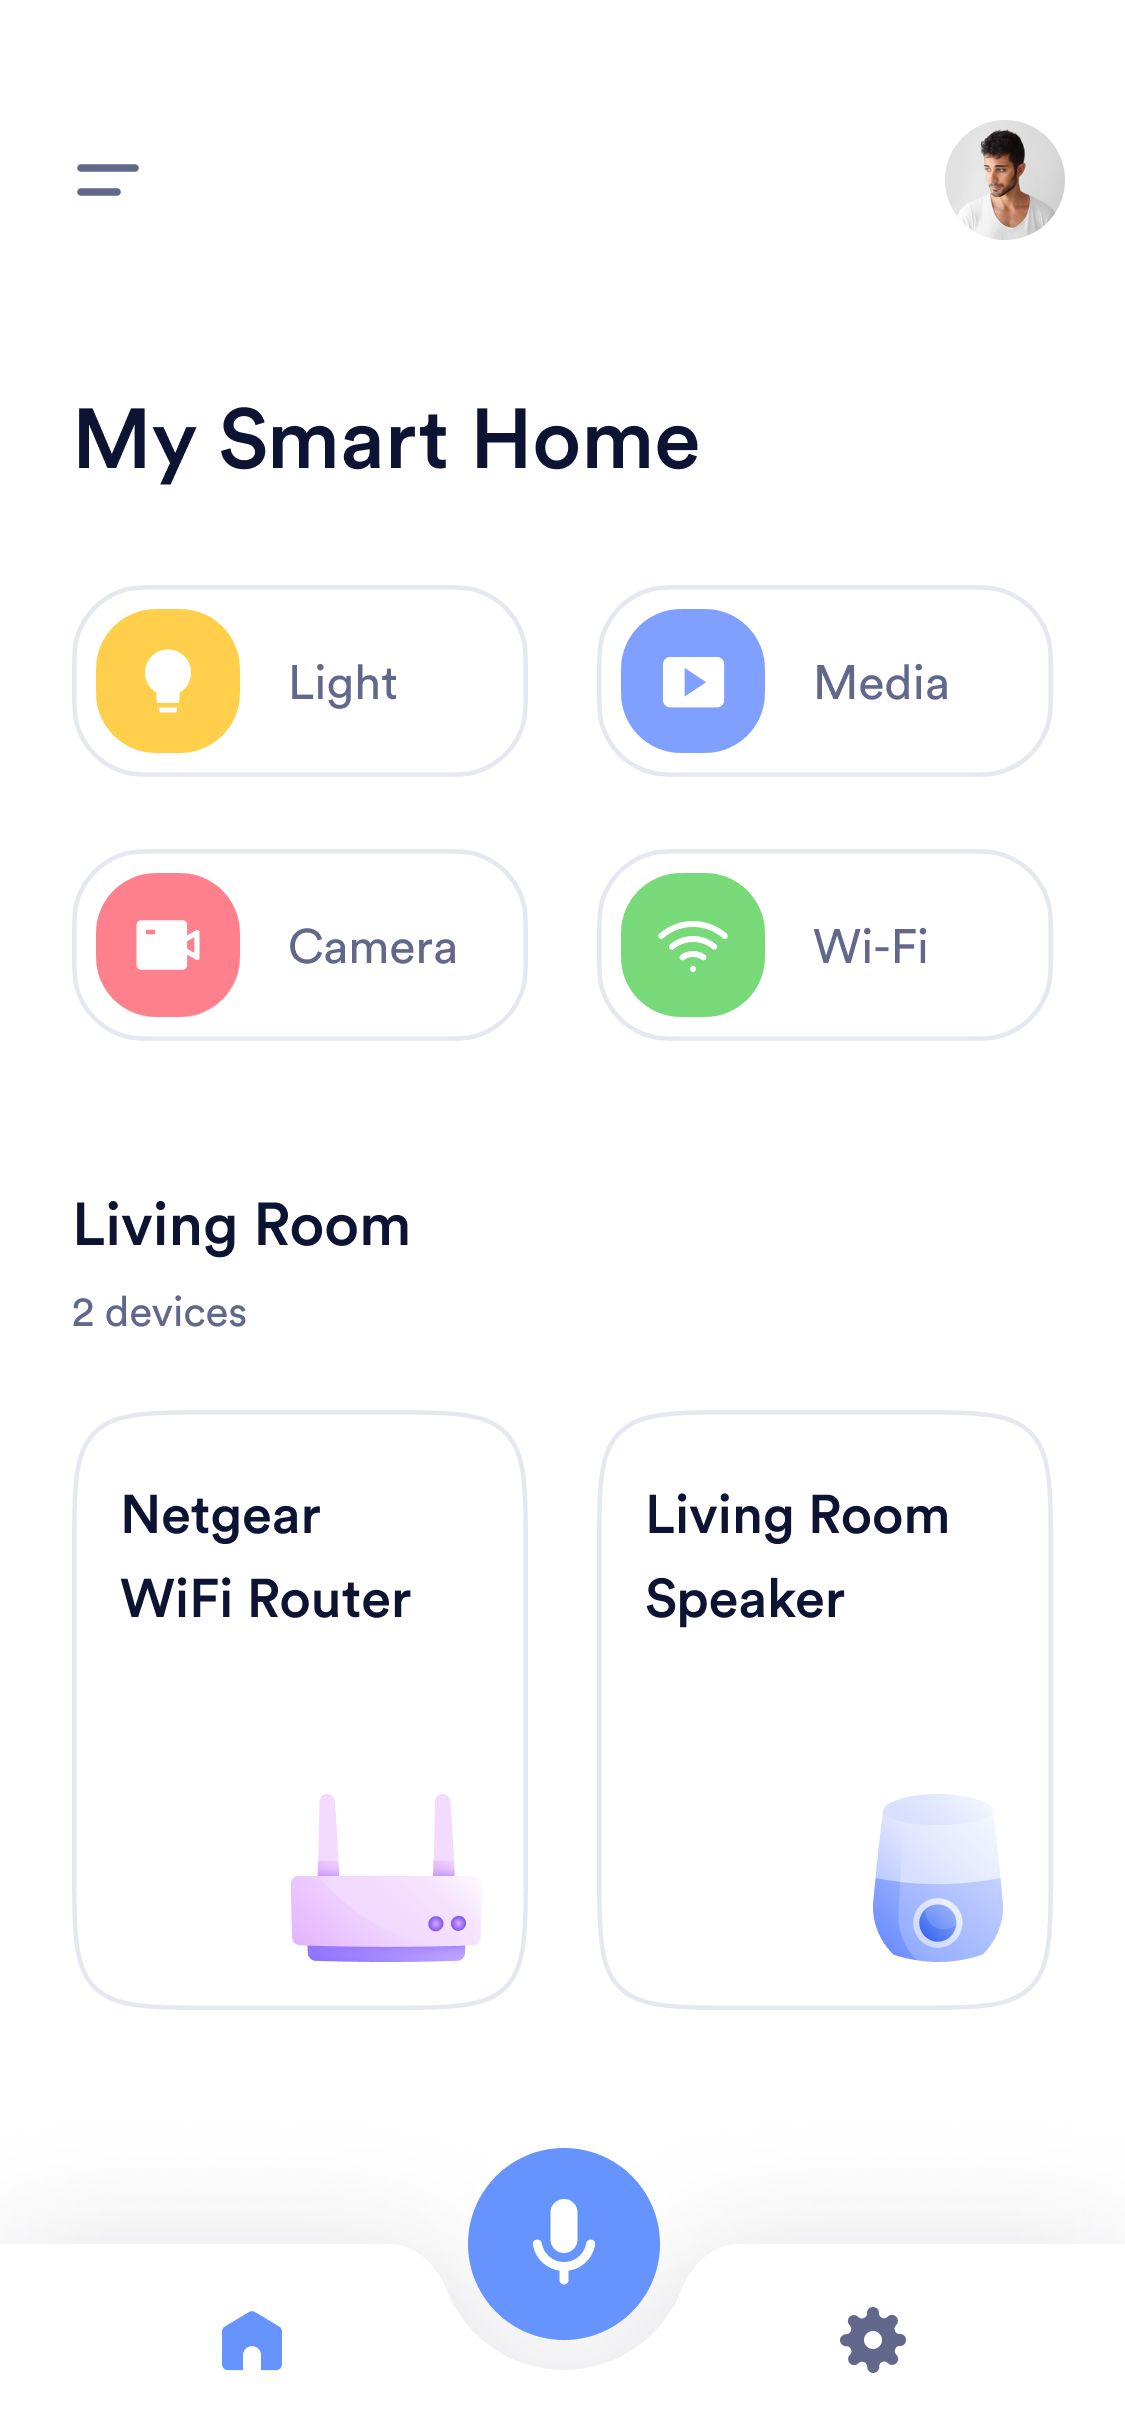 My Smart Home
Light
Media
Camera
Wi-Fi
Living Room
2 devices
Netgear
WiFi Router
Living Room
Speaker